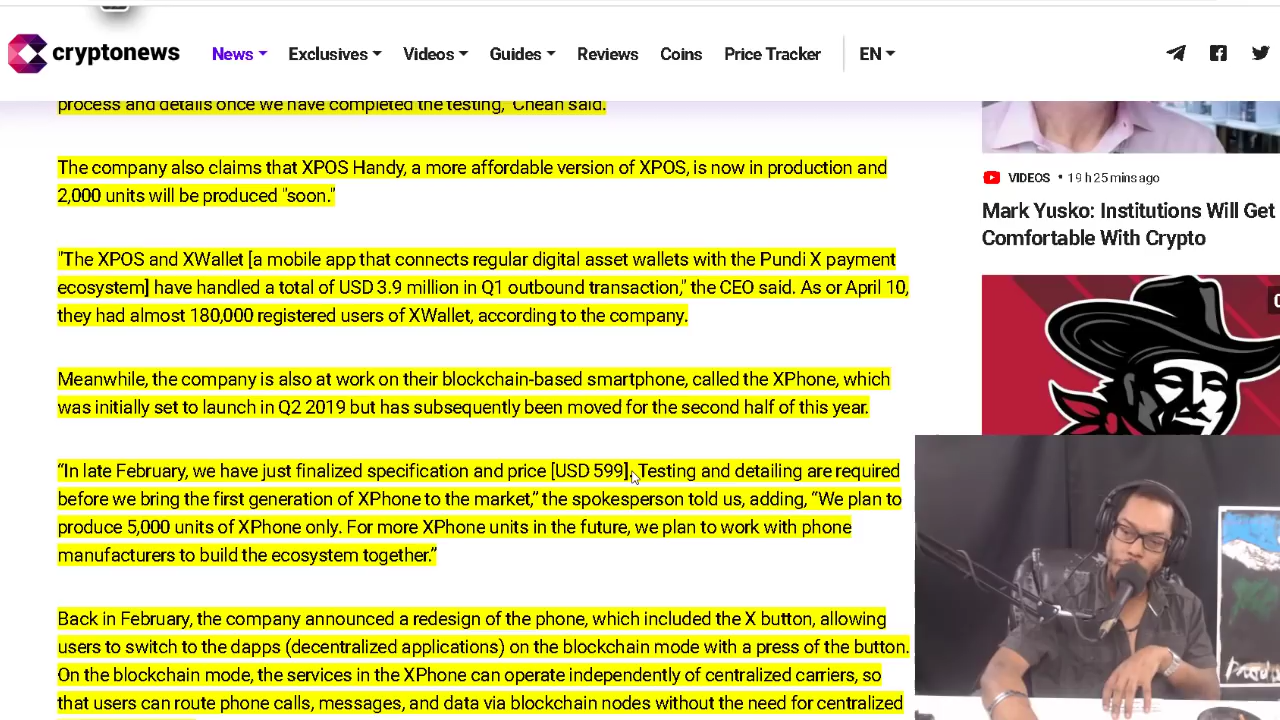 cryptonews
News
Exclusives
Videos
Guides
Reviews
Coins
Price Tracker
EN
process and details once we have completed the testing," Chean said.
The company also claims that XPOS Handy, a more affordable version of XPOS, is now in production and
2,000 units will be produced "soon."
"The XPOS and XWallet [a mobile app that connects regular digital asset wallets with the Pundi X payment
ecosystem] have handled a total of USD 3.9 million in Q1 outbound transaction," the CEO said. As or April 10,
they had almost 180,000 registered users of XWallet, according to the company.
Meanwhile, the company is also at work on their blockchain-based smartphone, called the XPhone, which
was initially set to launch in Q2 2019 but has subsequently been moved for the second half of this year.
“In late February, we have just finalized specification and price [USD 599]. Testing and detailing are required
before we bring the first generation of XPhone to the market,” the spokesperson told us, adding, “We plan to
produce 5,000 units of XPhone only. For more XPhone units in the future, we plan to work with phone
manufacturers to build the ecosystem together.”
Back in February, the company announced a redesign of the phone, which included the X button, allowing
users to switch to the dapps (decentralized applications) on the blockchain mode with a press of the button.
On the blockchain mode, the services in the XPhone can operate independently of centralized carriers, so
that users can route phone calls, messages, and data via blockchain nodes without the need for centralized
VIDEOS • 19 h 25 mins ago
Mark Yusko: Institutions Will Get
Comfortable With Crypto